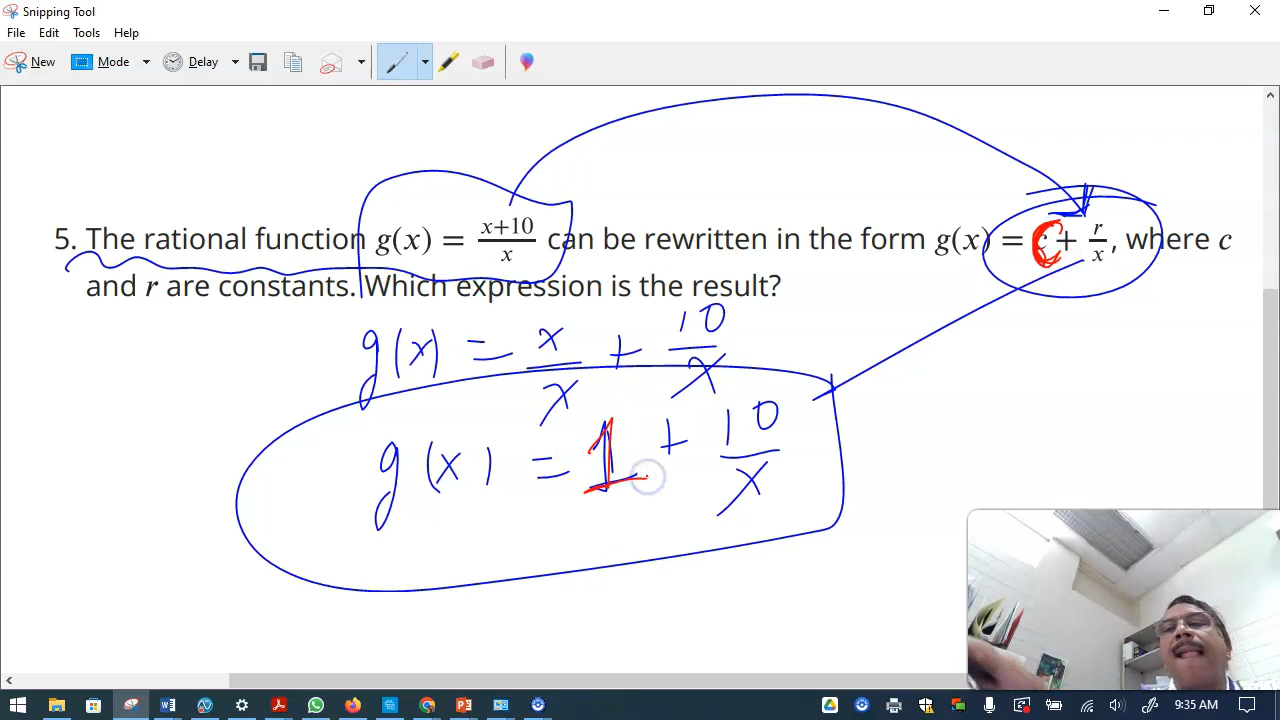 Snipping Tool
File Edit Tools Help
New Mode Delay
5. The rational function g(x) = x+10/x can be rewritten in the form g(x) = c + r/x, where c
and r are constants. Which expression is the result?
g(x) = x/x + 10/x
g(x) = 1 + 10/x
9:35 AM